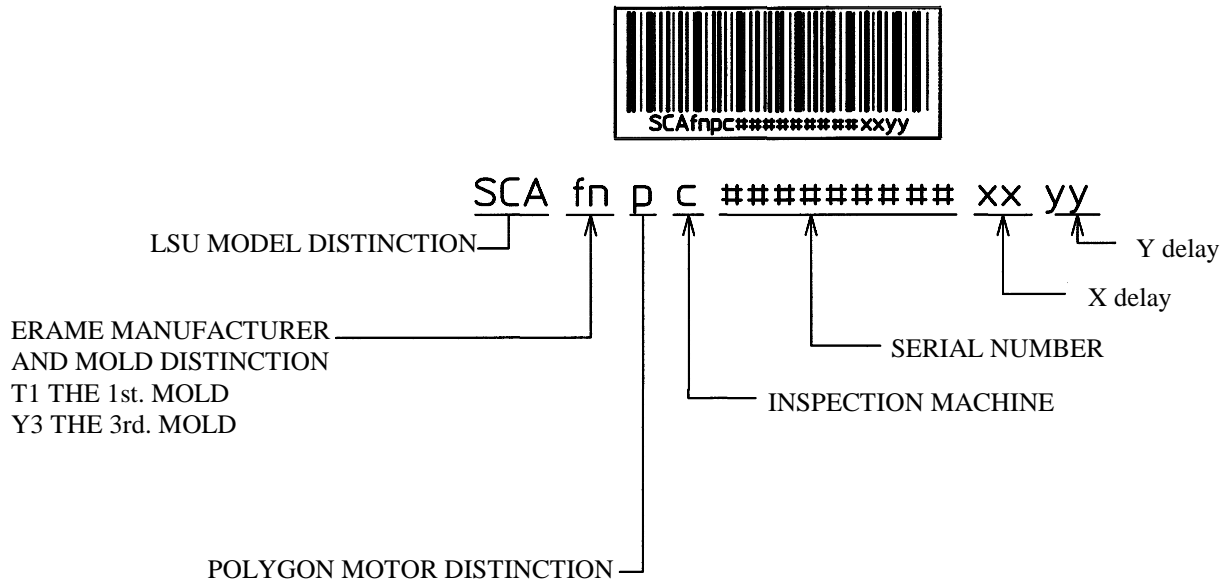 SCAfnpc#########xxyy
SCA fn p c ######### xx yy
LSU MODEL DISTINCTION
Y delay
X delay
ERAME MANUFACTURER
AND MOLD DISTINCTION
T1 THE 1st. MOLD
Y3 THE 3rd. MOLD
SERIAL NUMBER
INSPECTION MACHINE
POLYGON MOTOR DISTINCTION